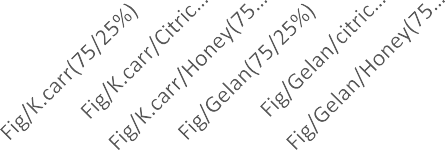 Fig/K.carr(75/25%)
Fig/K.carr/Citric...
Fig/K.carr/Honey(75...
Fig/Gelan(75/25%)
Fig/Gelan/citric...
Fig/Gelan/Honey(75...